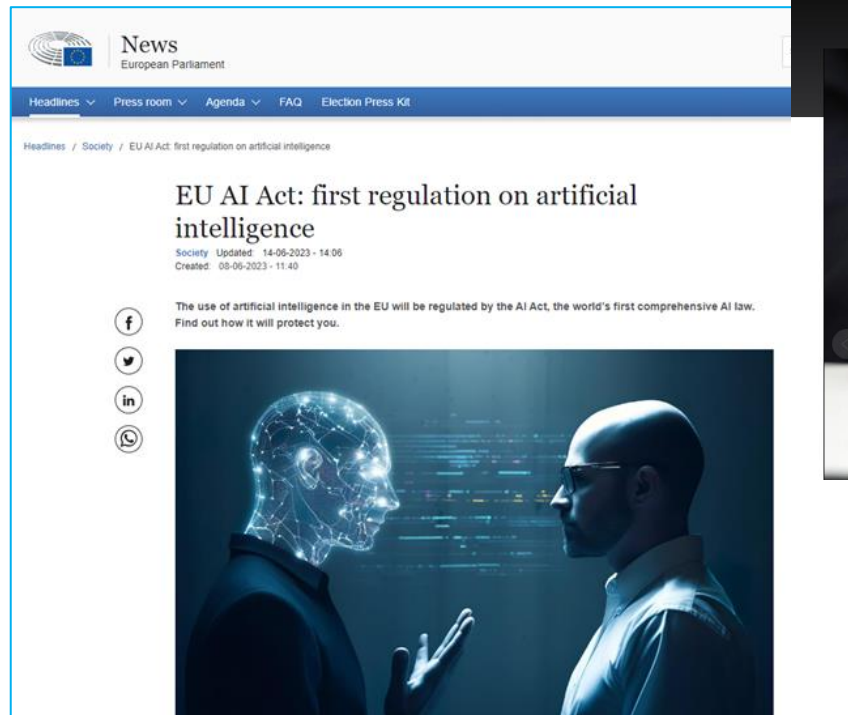 News
European Parliament
Headlines Press room Agenda FAQ Election Press Kit
Headlines / Society / EU AI Act: first regulation on artificial intelligence
EU AI Act: first regulation on artificial
intelligence
Society Updated: 14-06-2023 - 14:06
Created: 08-06-2023 - 11:40
The use of artificial intelligence in the EU will be regulated by the AI Act, the world's first comprehensive AI law.
Find out how it will protect you.
f
in